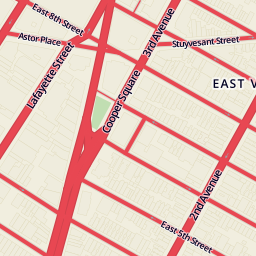 East 8th Street
Astor Place
Lafayette Street
3rd Avenue
Stuyvesant Street
EAST V
Cooper Square
2nd Avenue
East 5th Street